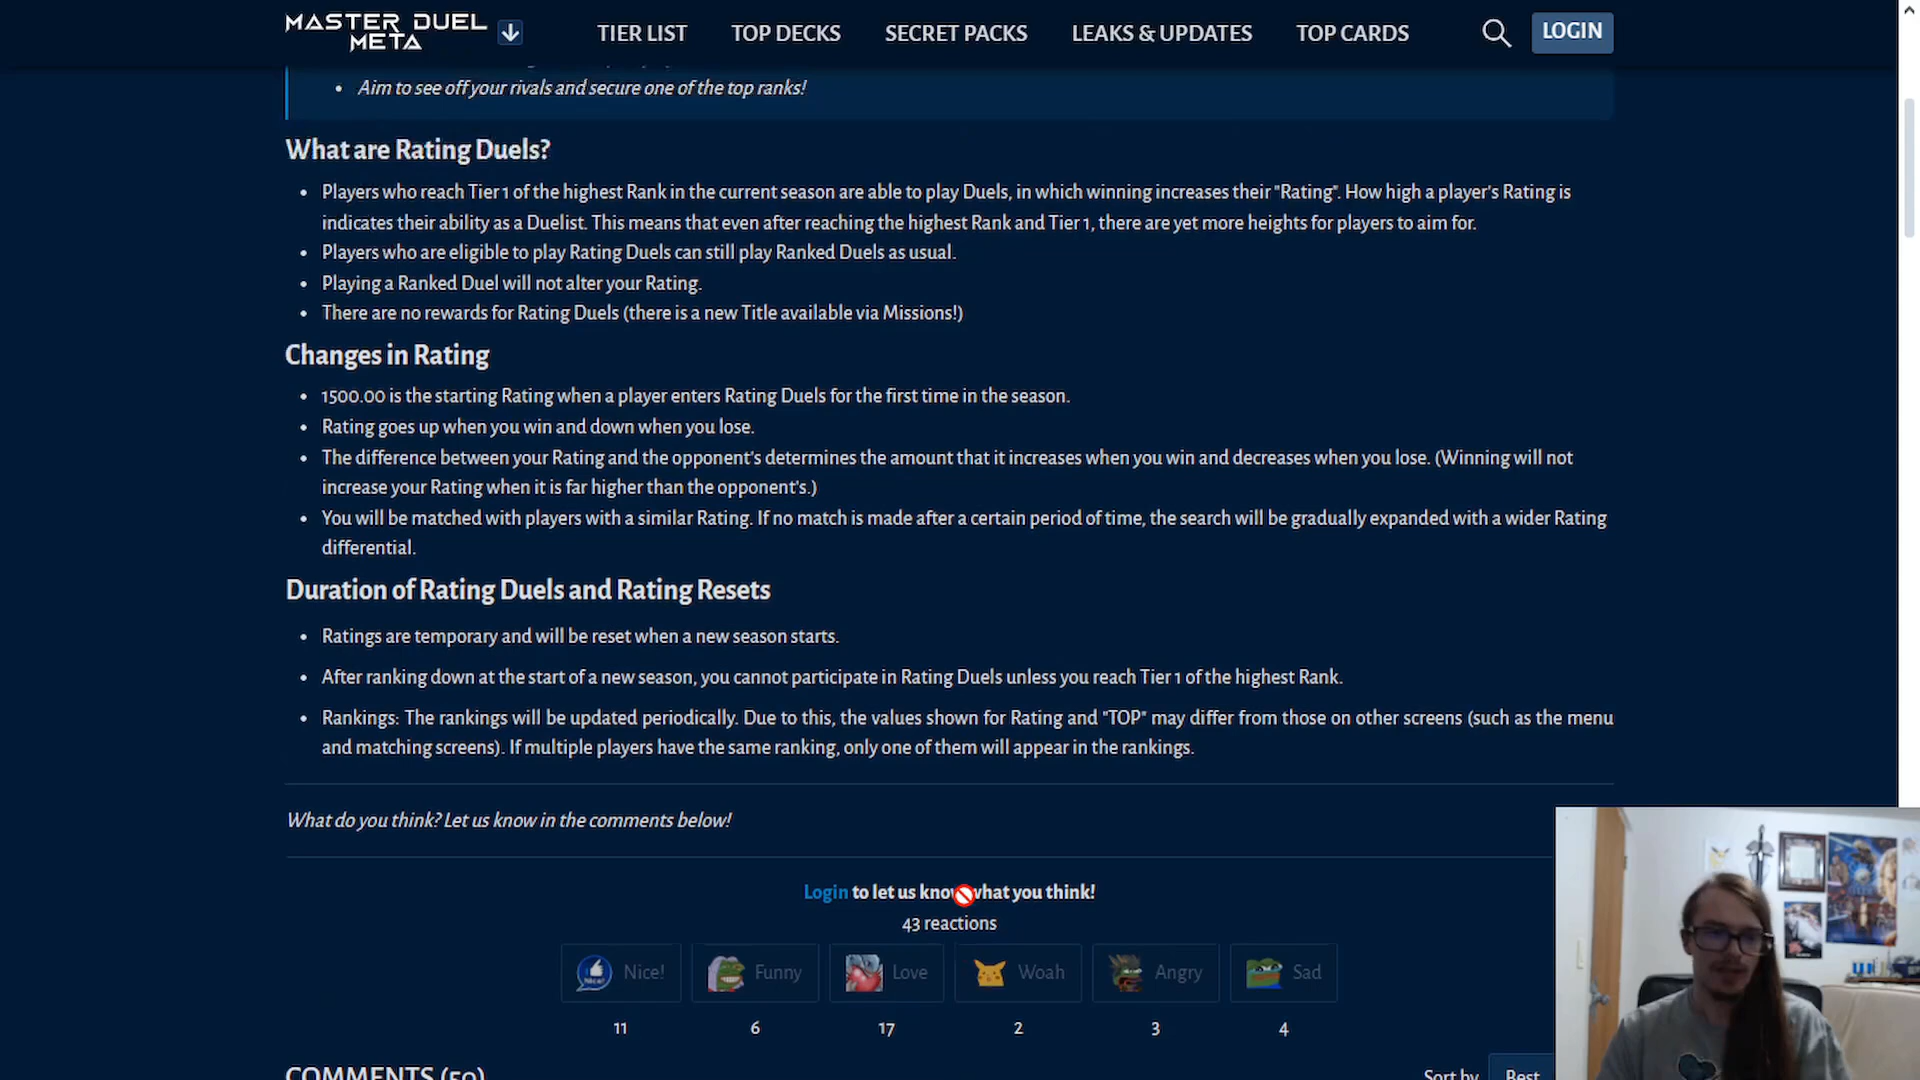 MASTER DUEL
META
TIER LIST
TOP DECKS
SECRET PACKS
LEAKS & UPDATES
TOP CARDS
LOGIN
• Aim to see off your rivals and secure one of the top ranks!
What are Rating Duels?
• Players who reach Tier 1 of the highest Rank in the current season are able to play Duels, in which winning increases their "Rating". How high a player's Rating is
indicates their ability as a Duelist. This means that even after reaching the highest Rank and Tier 1, there are yet more heights for players to aim for.
• Players who are eligible to play Rating Duels can still play Ranked Duels as usual.
• Playing a Ranked Duel will not alter your Rating.
• There are no rewards for Rating Duels (there is a new Title available via Missions!)
Changes in Rating
• 1500.00 is the starting Rating when a player enters Rating Duels for the first time in the season.
• Rating goes up when you win and down when you lose.
• The difference between your Rating and the opponent's determines the amount that it increases when you win and decreases when you lose. (Winning will not
increase your Rating when it is far higher than the opponent's.)
• You will be matched with players with a similar Rating. If no match is made after a certain period of time, the search will be gradually expanded with a wider Rating
differential.
Duration of Rating Duels and Rating Resets
• Ratings are temporary and will be reset when a new season starts.
• After ranking down at the start of a new season, you cannot participate in Rating Duels unless you reach Tier 1 of the highest Rank.
• Rankings: The rankings will be updated periodically. Due to this, the values shown for Rating and "TOP" may differ from those on other screens (such as the menu
and matching screens). If multiple players have the same ranking, only one of them will appear in the rankings.
What do you think? Let us know in the comments below!
Login to let us know what you think!
43 reactions
Nice!
Funny
Love
Woah
Angry
Sad
11
6
17
2
3
4
COMMENTS (50)
Sort by
Best